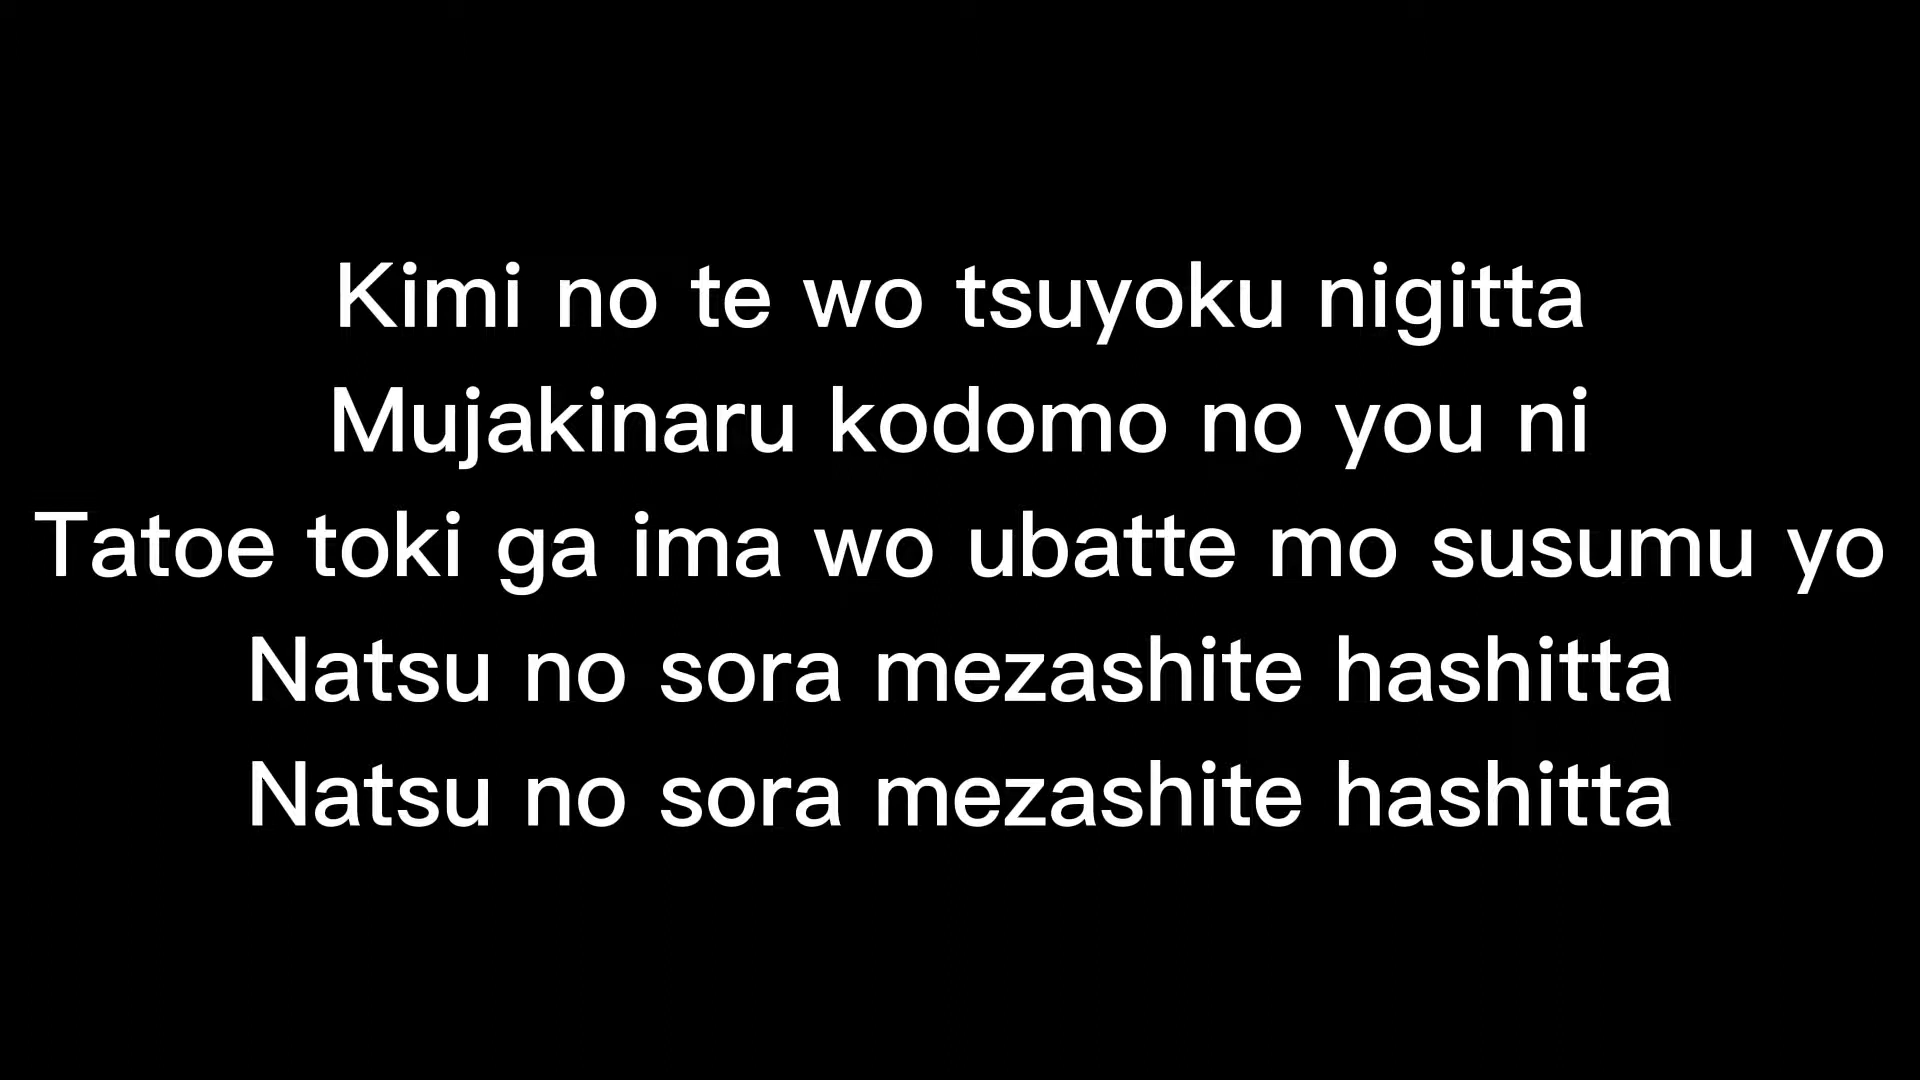 Kimi no te wo tsuyoku nigitta
Mujakinaru kodomo no you ni
Tatoe toki ga ima wo ubatte mo susumu yo
Natsu no sora mezashite hashitta
Natsu no sora mezashite hashitta